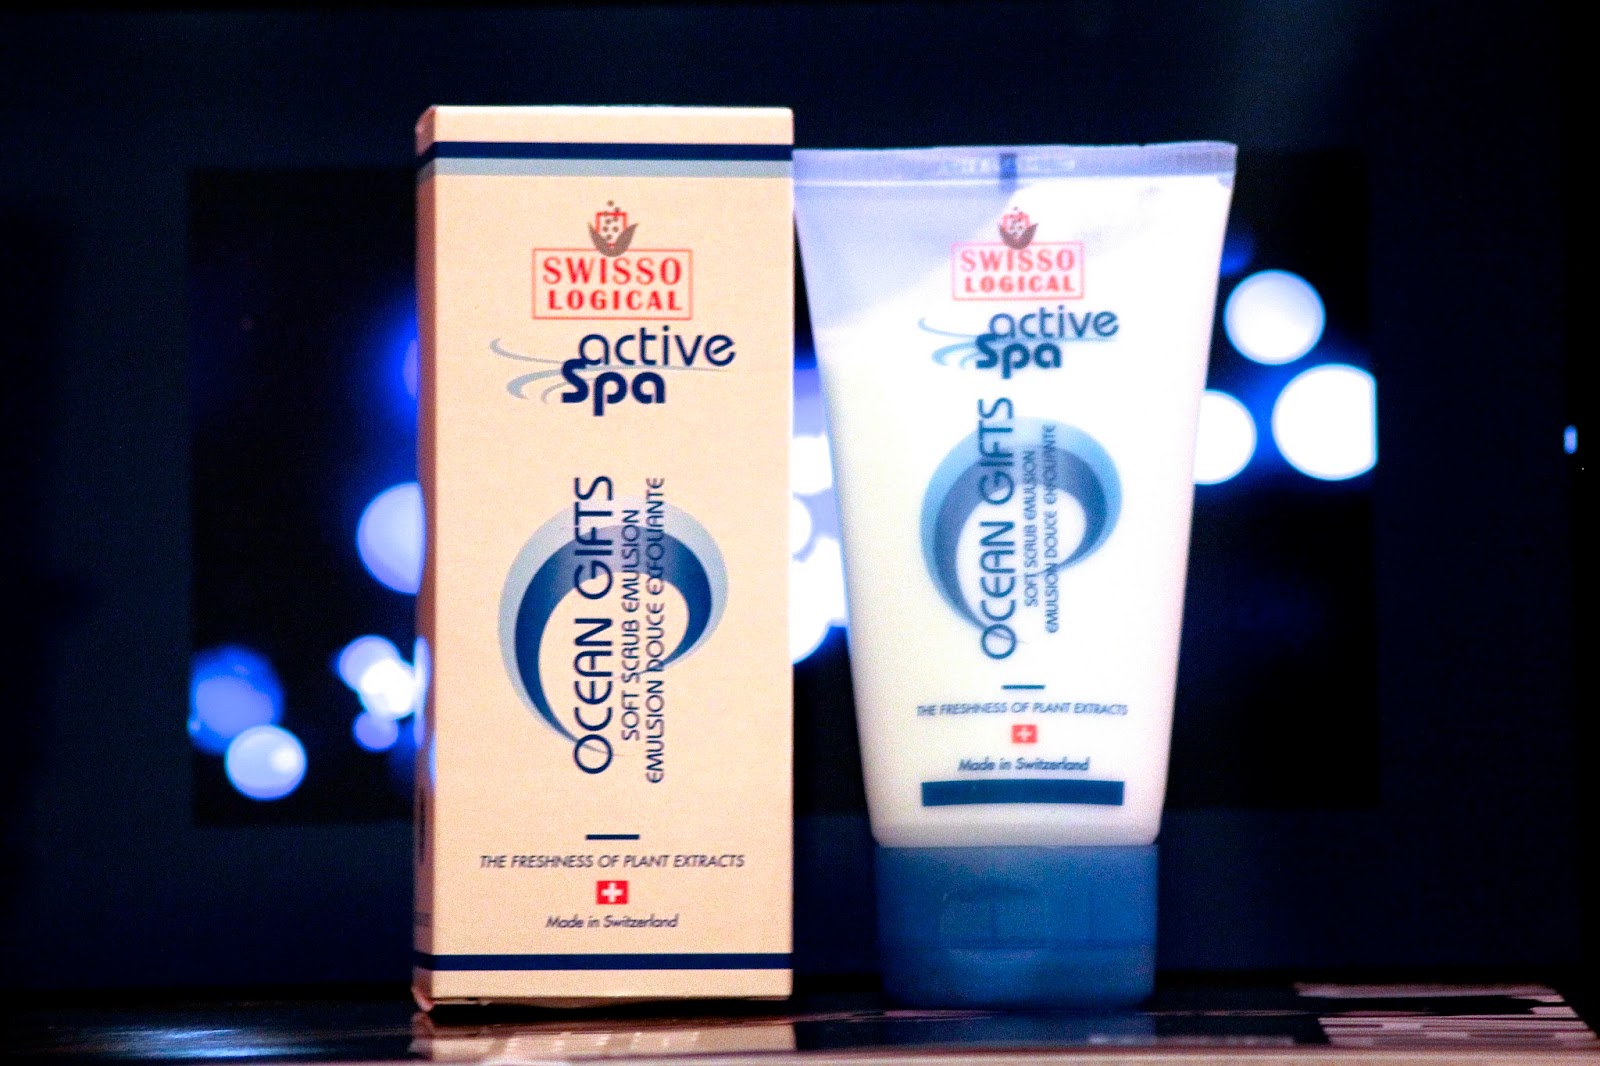 SWISSO
LOGICAL
active
Spa
OCEAN GIFTS
SOFT SCRUB EMULSION
EMULSION DOUCE EXFOLIANTE
THE FRESHNESS OF PLANT EXTRACTS
Made in Switzerland
SWISSO
LOGICAL
active
Spa
OCEAN GIFTS
SOFT SCRUB EMULSION
EMULSION DOUCE EXFOLIANTE
THE FRESHNESS OF PLANT EXTRACTS
Made in Switzerland